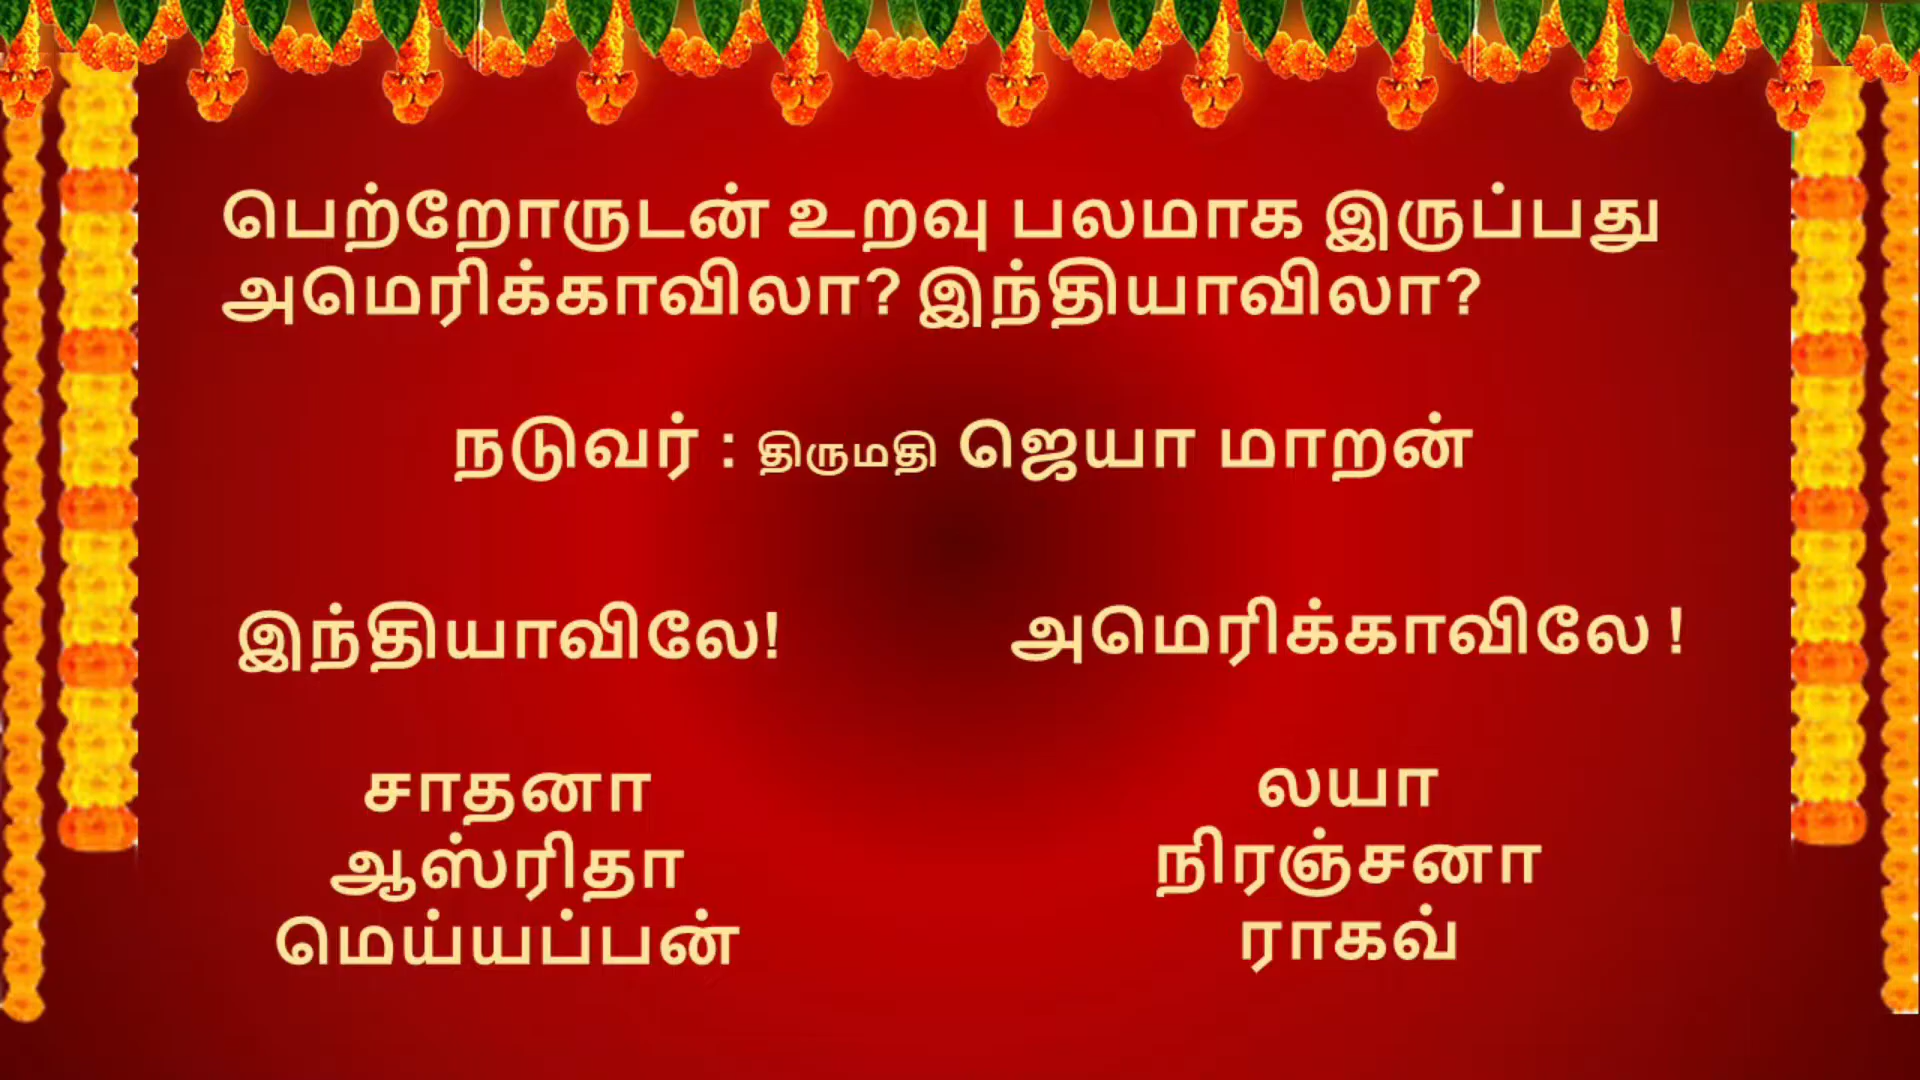 பெற்றோருடன் உறவு பலமாக இருப்பது
அமெரிக்காவிலா? இந்தியாவிலா?
நடுவர் : திருமதி ஜெயா மாறன்
இந்தியாவிலே!
சாதனா
ஆஸ்ரிதா
மெய்யப்பன்
அமெரிக்காவிலே !
லயா
நிரஞ்சனா
ராகவ்